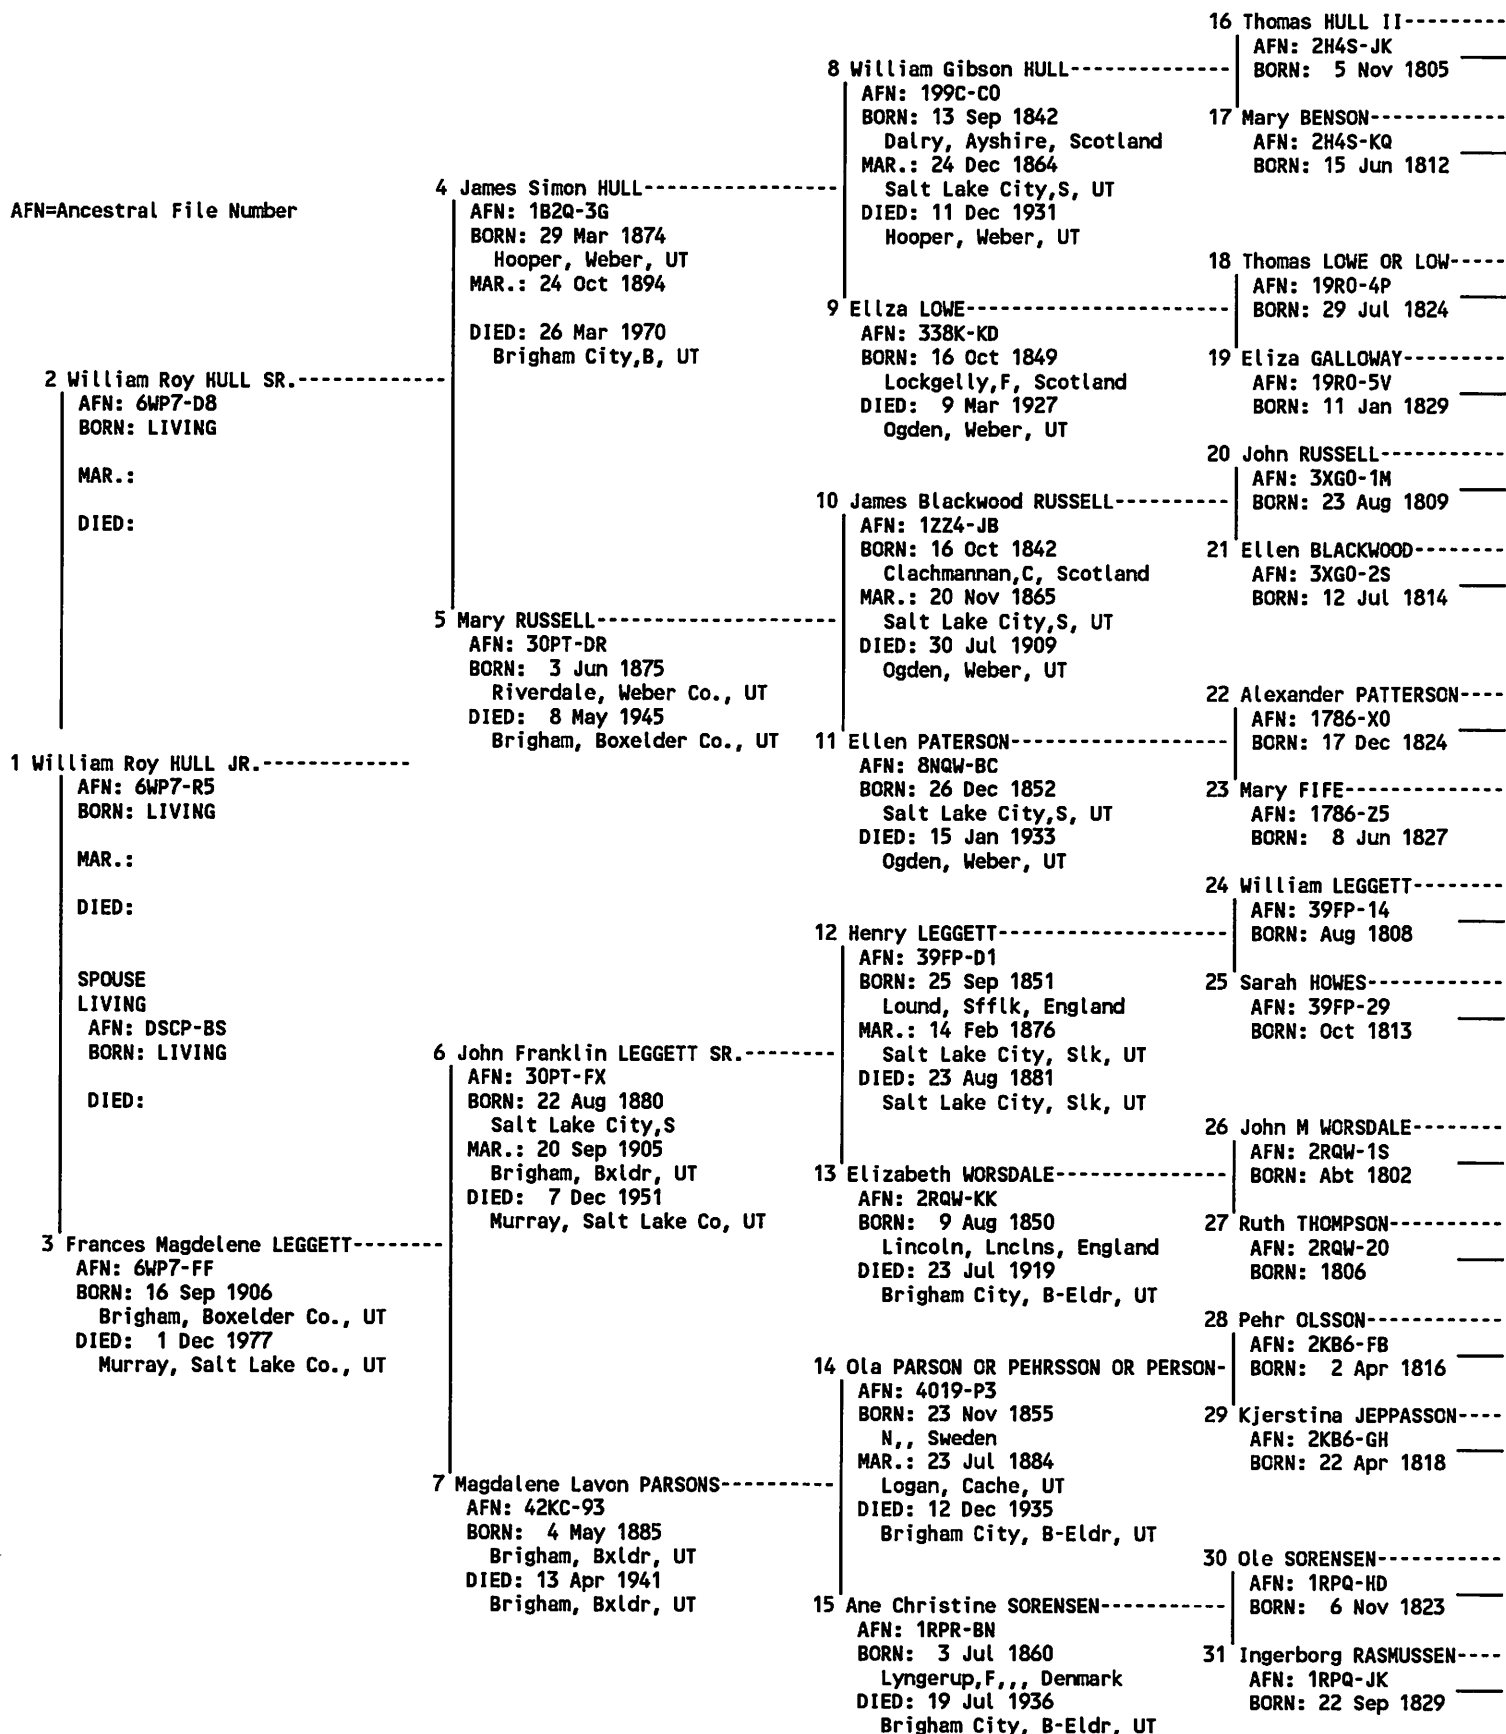 AFN=Ancestral File Number
1 William Roy HULL JR.------------
AFN: 6WP7-R5
BORN: LIVING
MAR.:
DIED:
SPOUSE
LIVING
AFN: DSCP-BS
BORN: LIVING
DIED:
2 William Roy HULL SR.------------
AFN: 6WP7-D8
BORN: LIVING
MAR.:
DIED:
3 Frances Magdelene LEGGETT-------
AFN: 6WP7-FF
BORN: 16 Sep 1906
Brigham, Boxelder Co., UT
DIED: 1 Dec 1977
Murray, Salt Lake Co., UT
4 James Simon HULL----------------
AFN: 1B2Q-3G
BORN: 29 Mar 1874
Hooper, Weber, UT
MAR.: 24 Oct 1894
DIED: 26 Mar 1970
Brigham City,B, UT
5 Mary RUSSELL--------------------
AFN: 30PT-DR
BORN: 3 Jun 1875
Riverdale, Weber Co., UT
DIED: 8 May 1945
Brigham, Boxelder Co., UT
6 John Franklin LEGGETT SR.-------
AFN: 30PT-FX
BORN: 22 Aug 1880
Salt Lake City,S
MAR.: 20 Sep 1905
Brigham, Bxldr, UT
DIED: 7 Dec 1951
Murray, Salt Lake Co, UT
7 Magdalene Lavon PARSONS---------
AFN: 42KC-93
BORN: 4 May 1885
Brigham, Bxldr, UT
DIED: 13 Apr 1941
Brigham, Bxldr, UT
8 William Gibson HULL-------------
AFN: 199C-C0
BORN: 13 Sep 1842
Dalry, Ayshire, Scotland
MAR.: 24 Dec 1864
Salt Lake City,S, UT
DIED: 11 Dec 1931
Hooper, Weber, UT
9 Eliza LOWE----------------------
AFN: 338K-KD
BORN: 16 Oct 1849
Lockgelly,F, Scotland
DIED: 9 Mar 1927
Ogden, Weber, UT
10 James Blackwood RUSSELL---------
AFN: 1ZZ4-JB
BORN: 16 Oct 1842
Clachmannan,C, Scotland
MAR.: 20 Nov 1865
Salt Lake City,S, UT
DIED: 30 Jul 1909
Ogden, Weber, UT
11 Ellen PATERSON------------------
AFN: 8NQW-BC
BORN: 26 Dec 1852
Salt Lake City,S, UT
DIED: 15 Jan 1933
Ogden, Weber, UT
12 Henry LEGGETT-------------------
AFN: 39FP-D1
BORN: 25 Sep 1851
Lound, Sfflk, England
MAR.: 14 Feb 1876
Salt Lake City, Slk, UT
DIED: 23 Aug 1881
Salt Lake City, Slk, UT
13 Elizabeth WORSDALE--------------
AFN: 2RQW-KK
BORN: 9 Aug 1850
Lincoln, Lnclns, England
DIED: 23 Jul 1919
Brigham City, B-Eldr, UT
14 Ola PARSON OR PEHRSSON OR PERSON-
AFN: 4019-P3
BORN: 23 Nov 1855
N,, Sweden
MAR.: 23 Jul 1884
Logan, Cache, UT
DIED: 12 Dec 1935
Brigham City, B-Eldr, UT
15 Ane Christine SORENSEN----------
AFN: 1RPR-BN
BORN: 3 Jul 1860
Lyngerup,F,,, Denmark
DIED: 19 Jul 1936
Brigham City, B-Eldr, UT
16 Thomas HULL II---------
AFN: 2H4S-JK
BORN: 5 Nov 1805
17 Mary BENSON------------
AFN: 2H4S-KQ
BORN: 15 Jun 1812
18 Thomas LOWE OR LOW-----
AFN: 19R0-4P
BORN: 29 Jul 1824
19 Eliza GALLOWAY---------
AFN: 19R0-5V
BORN: 11 Jan 1829
20 John RUSSELL-----------
AFN: 3XG0-1M
BORN: 23 Aug 1809
21 Ellen BLACKWOOD--------
AFN: 3XG0-2S
BORN: 12 Jul 1814
22 Alexander PATTERSON----
AFN: 1786-X0
BORN: 17 Dec 1824
23 Mary FIFE--------------
AFN: 1786-Z5
BORN: 8 Jun 1827
24 William LEGGETT--------
AFN: 39FP-14
BORN: Aug 1808
25 Sarah HOWES------------
AFN: 39FP-29
BORN: Oct 1813
26 John M WORSDALE--------
AFN: 2RQW-1S
BORN: Abt 1802
27 Ruth THOMPSON----------
AFN: 2RQW-20
BORN: 1806
28 Pehr OLSSON------------
AFN: 2KB6-FB
BORN: 2 Apr 1816
29 Kjerstina JEPPASSON----
AFN: 2KB6-GH
BORN: 22 Apr 1818
30 Ole SORENSEN-----------
AFN: 1RPQ-HD
BORN: 6 Nov 1823
31 Ingerborg RASMUSSEN----
AFN: 1RPQ-JK
BORN: 22 Sep 1829